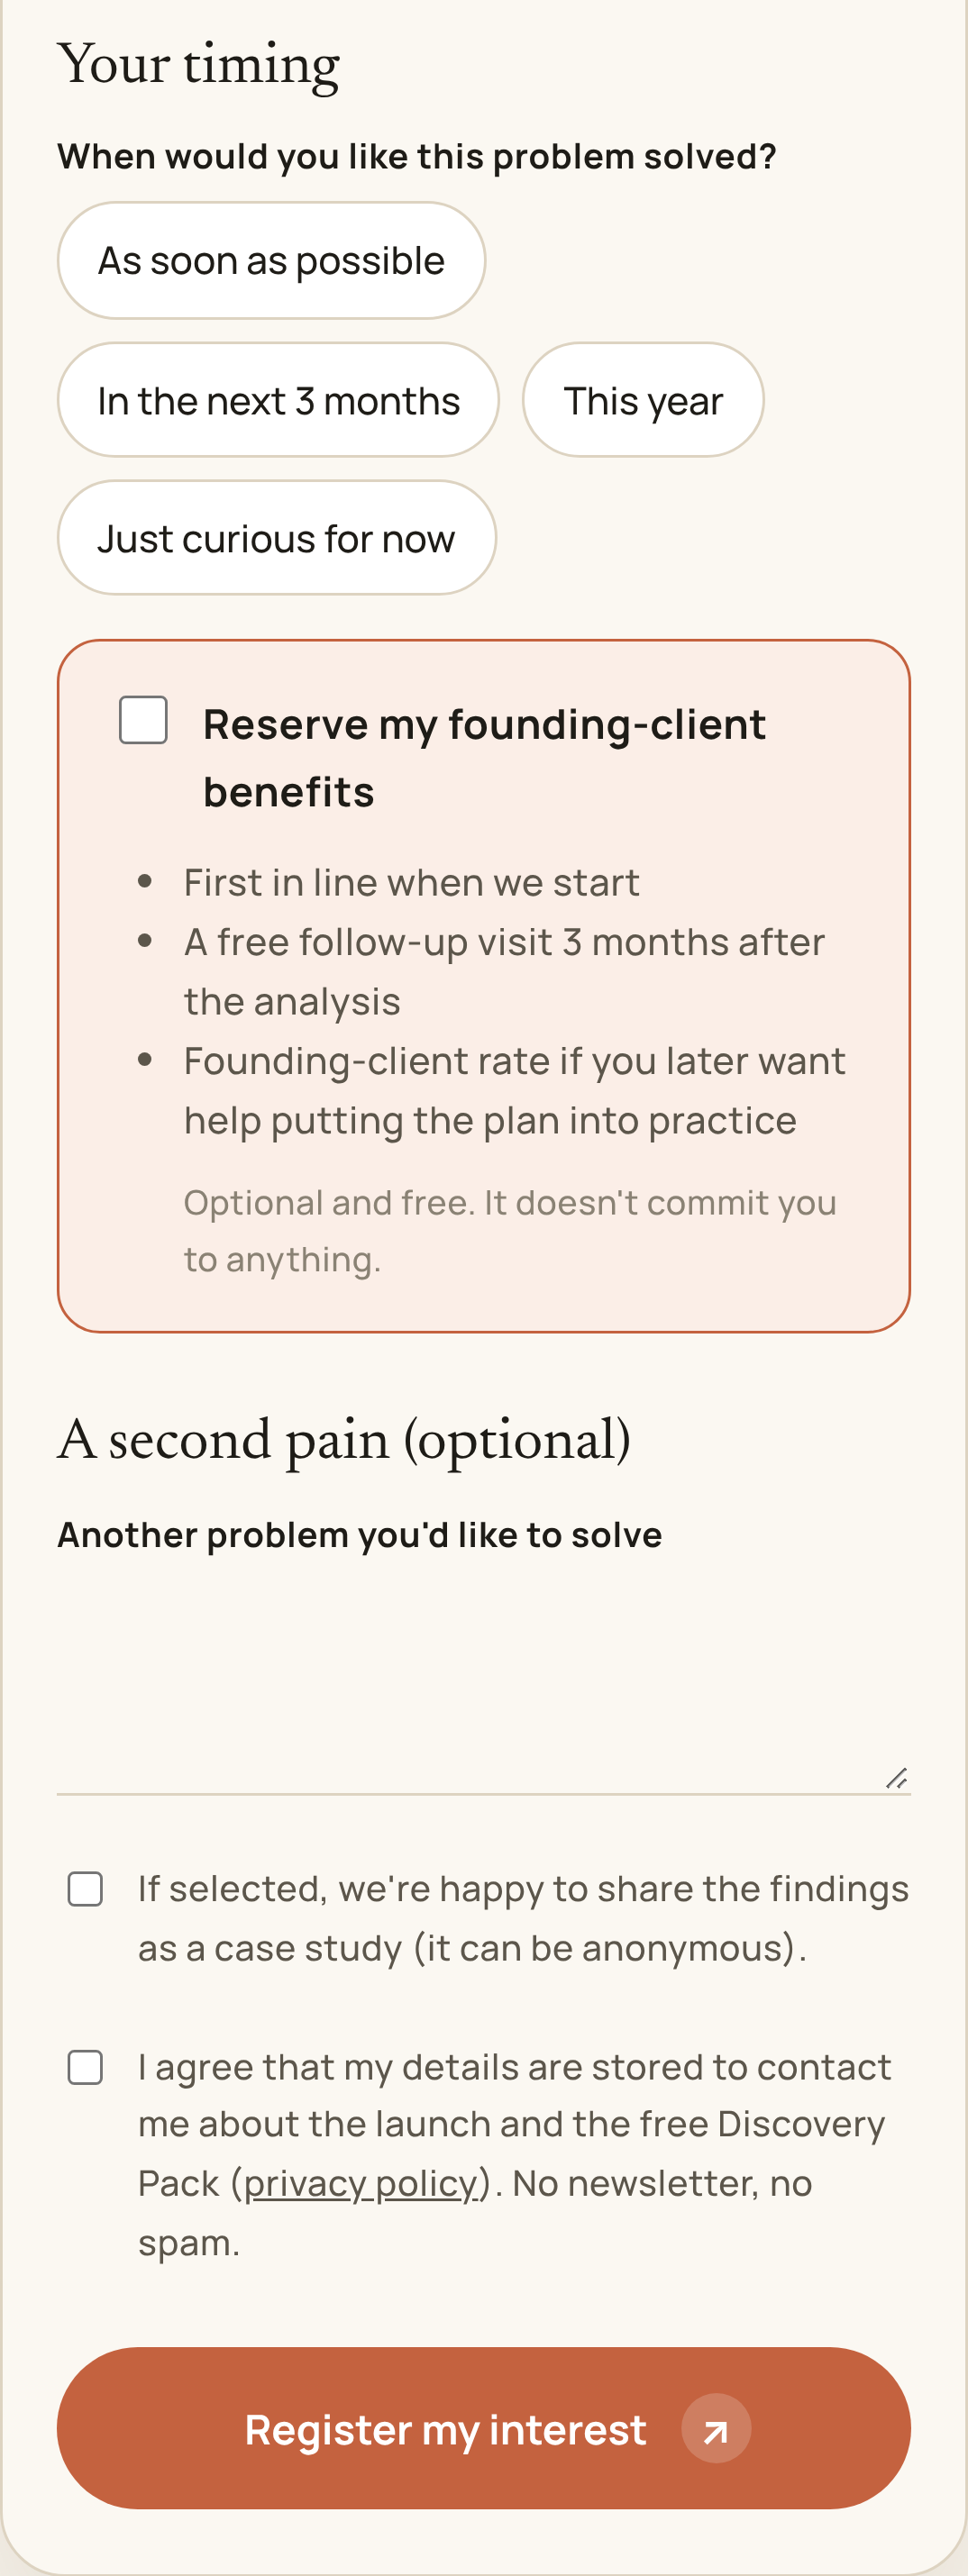 Your timing
When would you like this problem solved?
As soon as possible
In the next 3 months
This year
Just curious for now
Reserve my founding-client
benefits
• First in line when we start
• A free follow-up visit 3 months after
the analysis
• Founding-client rate if you later want
help putting the plan into practice
Optional and free. It doesn't commit you
to anything.
A second pain (optional)
Another problem you'd like to solve
If selected, we're happy to share the findings
as a case study (it can be anonymous).
I agree that my details are stored to contact
me about the launch and the free Discovery
Pack (privacy policy). No newsletter, no
spam.
Register my interest